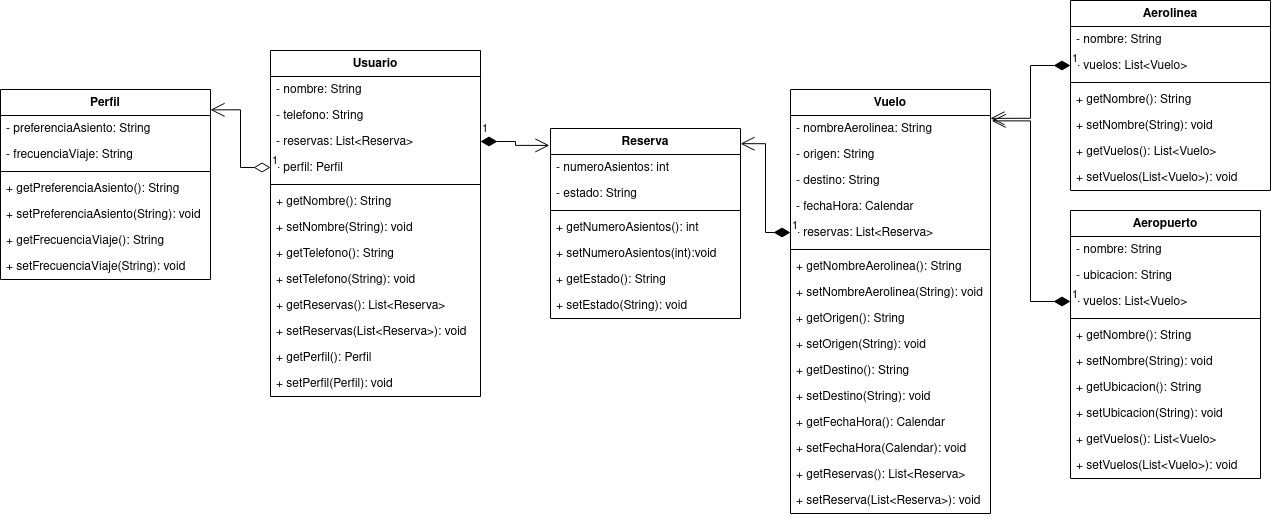 Perfil
- preferenciaAsiento: String
- frecuenciaViaje: String
+ getPreferenciaAsiento(): String
+ setPreferenciaAsiento(String): void
+ getFrecuenciaViaje(): String
+ setFrecuenciaViaje(String): void
Usuario
- nombre: String
- telefono: String
- reservas: List<Reserva>
1
- perfil: Perfil
1
+ getNombre(): String
+ setNombre(String): void
+ getTelefono(): String
+ setTelefono(String): void
+ getReservas(): List<Reserva>
+ setReservas(List<Reserva>): void
+ getPerfil(): Perfil
+ setPerfil(Perfil): void
Reserva
- numeroAsientos: int
- estado: String
+ getNumeroAsientos(): int
+ setNumeroAsientos(int):void
+ getEstado(): String
+ setEstado(String): void
Vuelo
- nombreAerolinea: String
- origen: String
- destino: String
- fechaHora: Calendar
1
- reservas: List<Reserva>
+ getNombreAerolinea(): String
+ setNombreAerolinea(String): void
+ getOrigen(): String
+ setOrigen(String): void
+ getDestino(): String
+ setDestino(String): void
+ getFechaHora(): Calendar
+ setFechaHora(Calendar): void
+ getReservas(): List<Reserva>
+ setReserva(List<Reserva>): void
Aerolinea
- nombre: String
1
- vuelos: List<Vuelo>
+ getNombre(): String
+ setNombre(String): void
+ getVuelos(): List<Vuelo>
+ setVuelos(List<Vuelo>): void
Aeropuerto
- nombre: String
- ubicacion: String
1
- vuelos: List<Vuelo>
+ getNombre(): String
+ setNombre(String): void
+ getUbicacion(): String
+ setUbicacion(String): void
+ getVuelos(): List<Vuelo>
+ setVuelos(List<Vuelo>): void